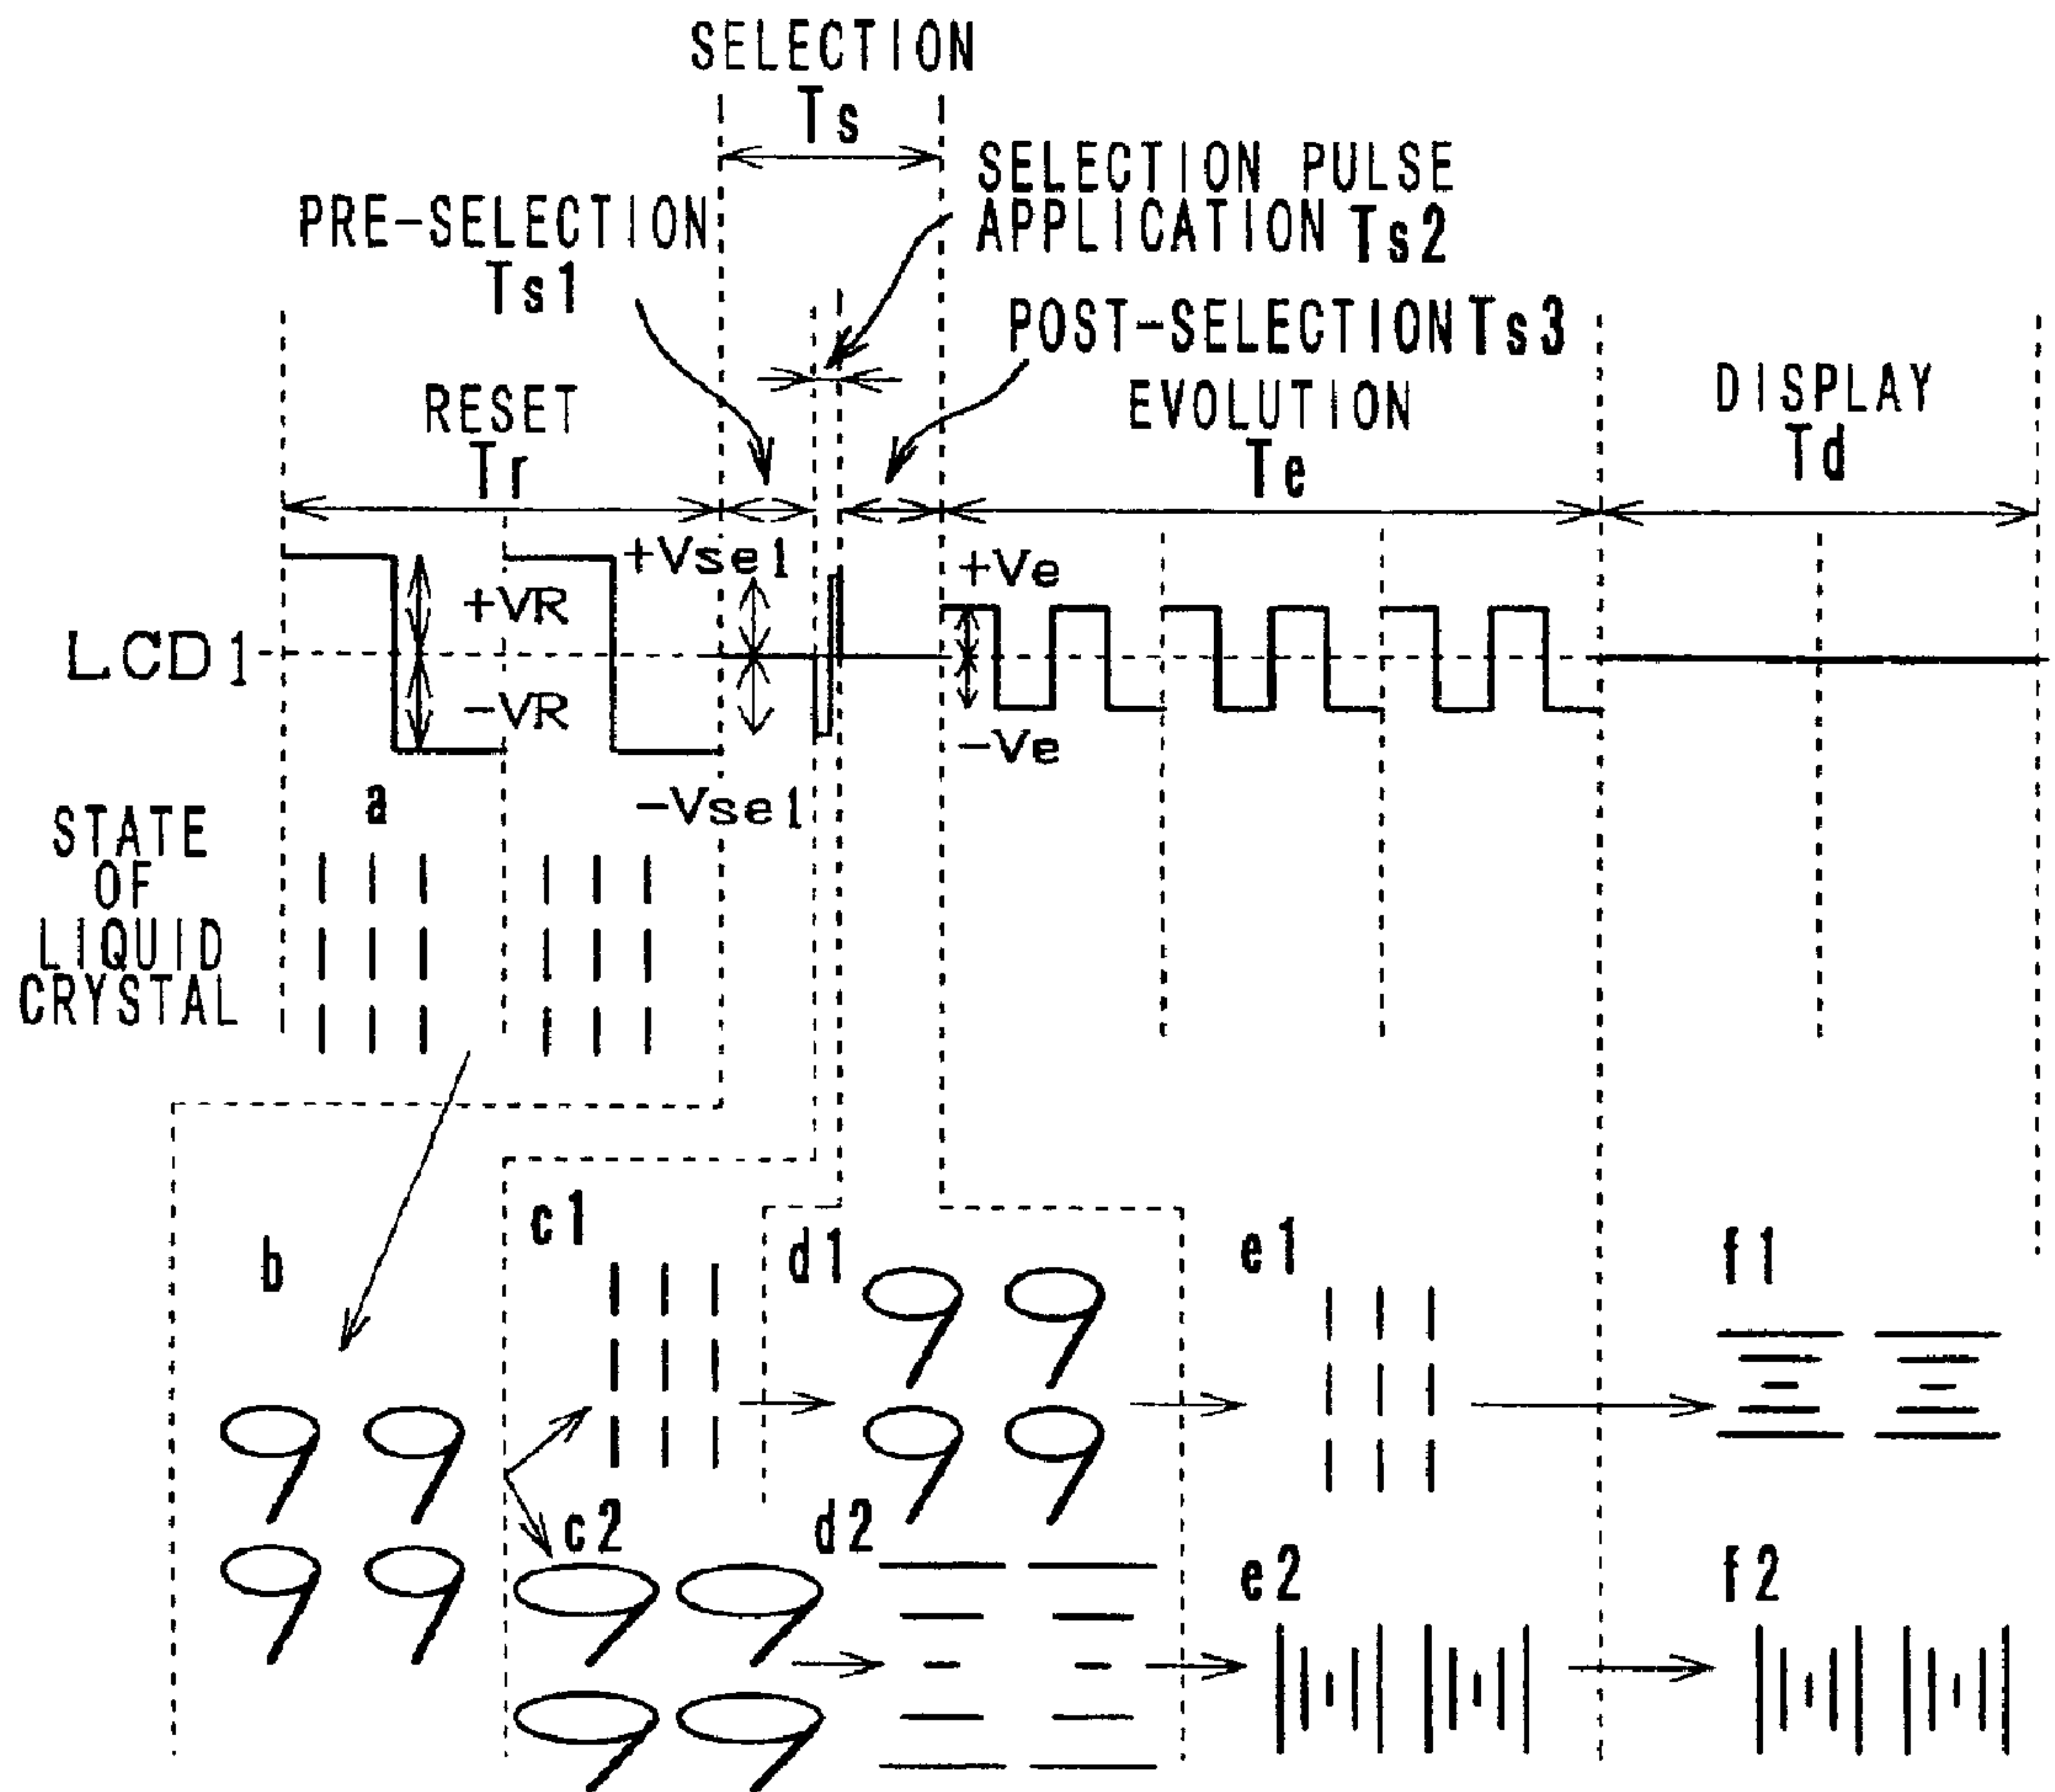 SELECTION
Ts
SELECTION PULSE
APPLICATION Ts2
PRE-SELECTION
Ts1
POST-SELECTION Ts3
RESET
Tr
EVOLUTION
Te
DISPLAY
Td
+Vsel
+Ve
+VR
LCD1
-VR
-Ve
-Vsel
a
STATE
OF
LIQUID
CRYSTAL
b
c1
d1
e1
f1
c2
d2
e2
f2